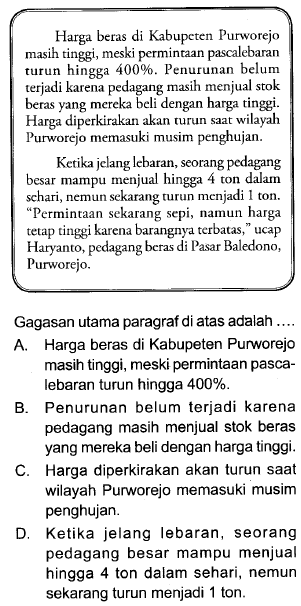 Harga beras di Kabupeten Purworejo
masih tinggi, meski permintaan pascalebaran
turun hingga 400%. Penurunan belum
terjadi karena pedagang masih menjual stok
beras yang mereka beli dengan harga tinggi.
Harga diperkirakan akan turun saat wilayah
Purworejo memasuki musim penghujan.
Ketika jelang lebaran, seorang pedagang
besar mampu menjual hingga 4 ton dalam
sehari, nemun sekarang turun menjadi 1 ton.
"Permintaan sekarang sepi, namun harga
tetap tinggi karena barangnya terbatas," ucap
Haryanto, pedagang beras di Pasar Baledono,
Purworejo.
Gagasan utama paragraf di atas adalah ....
A. Harga beras di Kabupeten Purworejo
masih tinggi, meski permintaan pasca-
lebaran turun hingga 400%.
B. Penurunan belum terjadi karena
pedagang masih menjual stok beras
yang mereka beli dengan harga tinggi.
C. Harga diperkirakan akan turun saat
wilayah Purworejo memasuki musim
penghujan.
D. Ketika jelang lebaran, seorang
pedagang besar mampu menjual
hingga 4 ton dalam sehari, nemun
sekarang turun menjadi 1 ton.